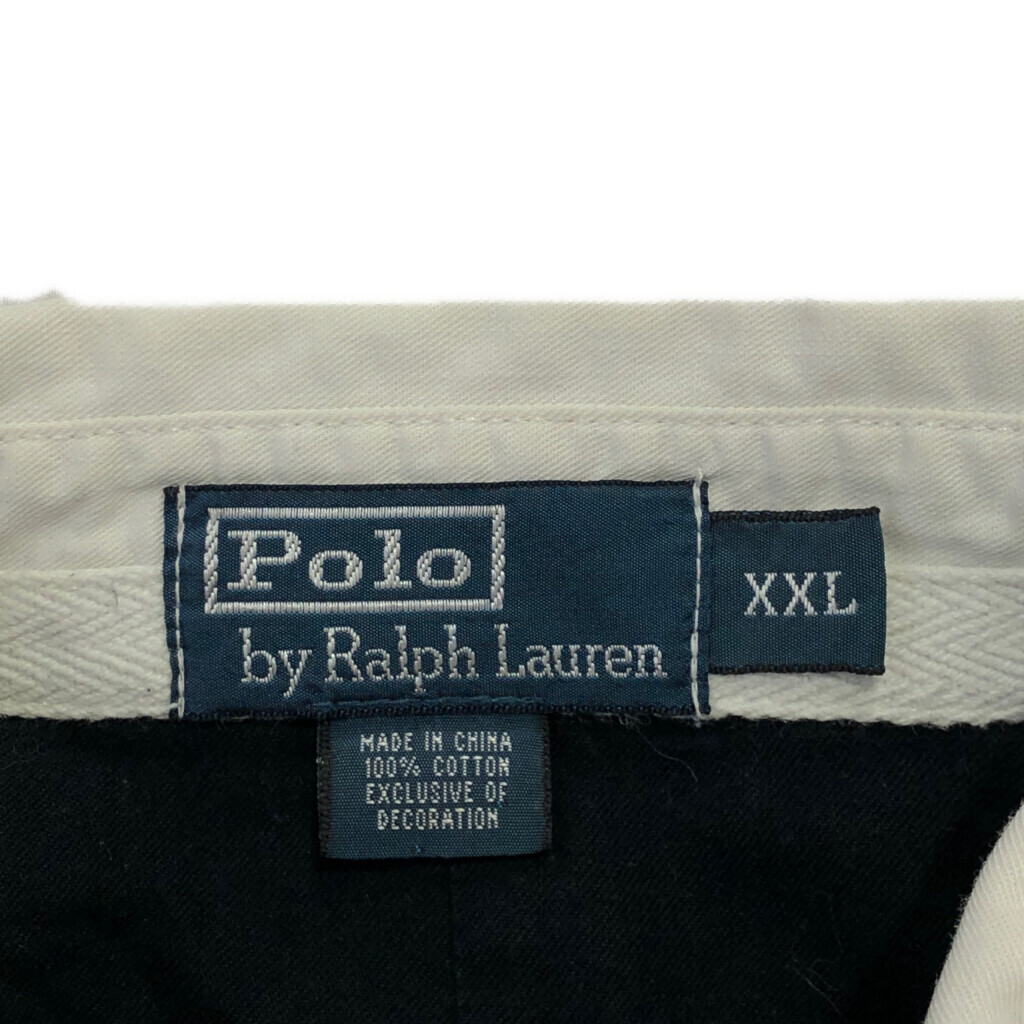 Polo
by Ralph Lauren
XXL
MADE IN CHINA
100% COTTON
EXCLUSIVE OF
DECORATION